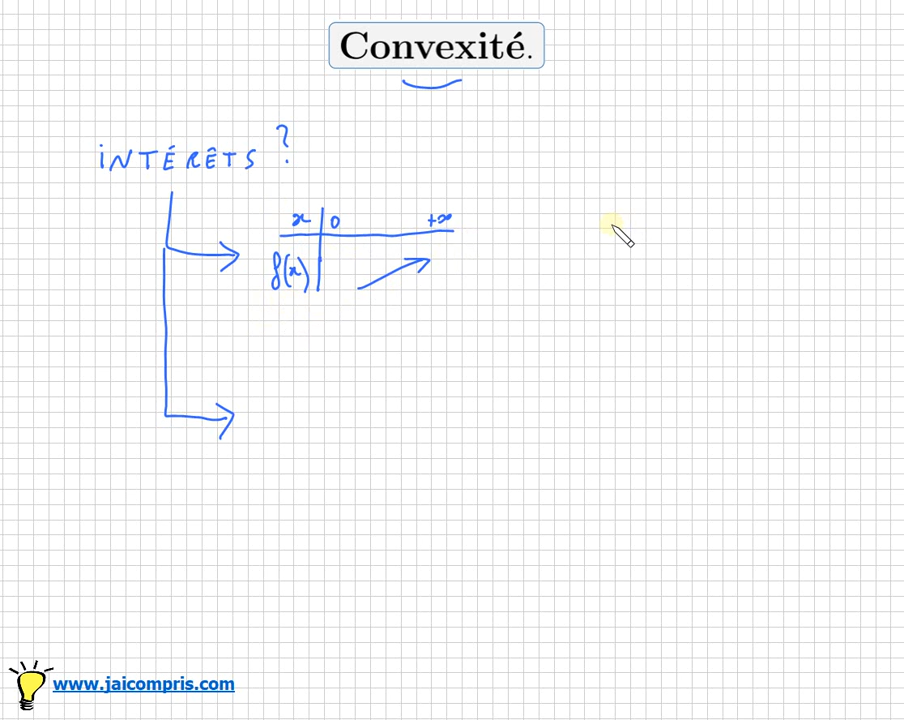 Convexité.
iNTÉRÊTS ?
x 0 +∞
f(x)
www.jaicompris.com